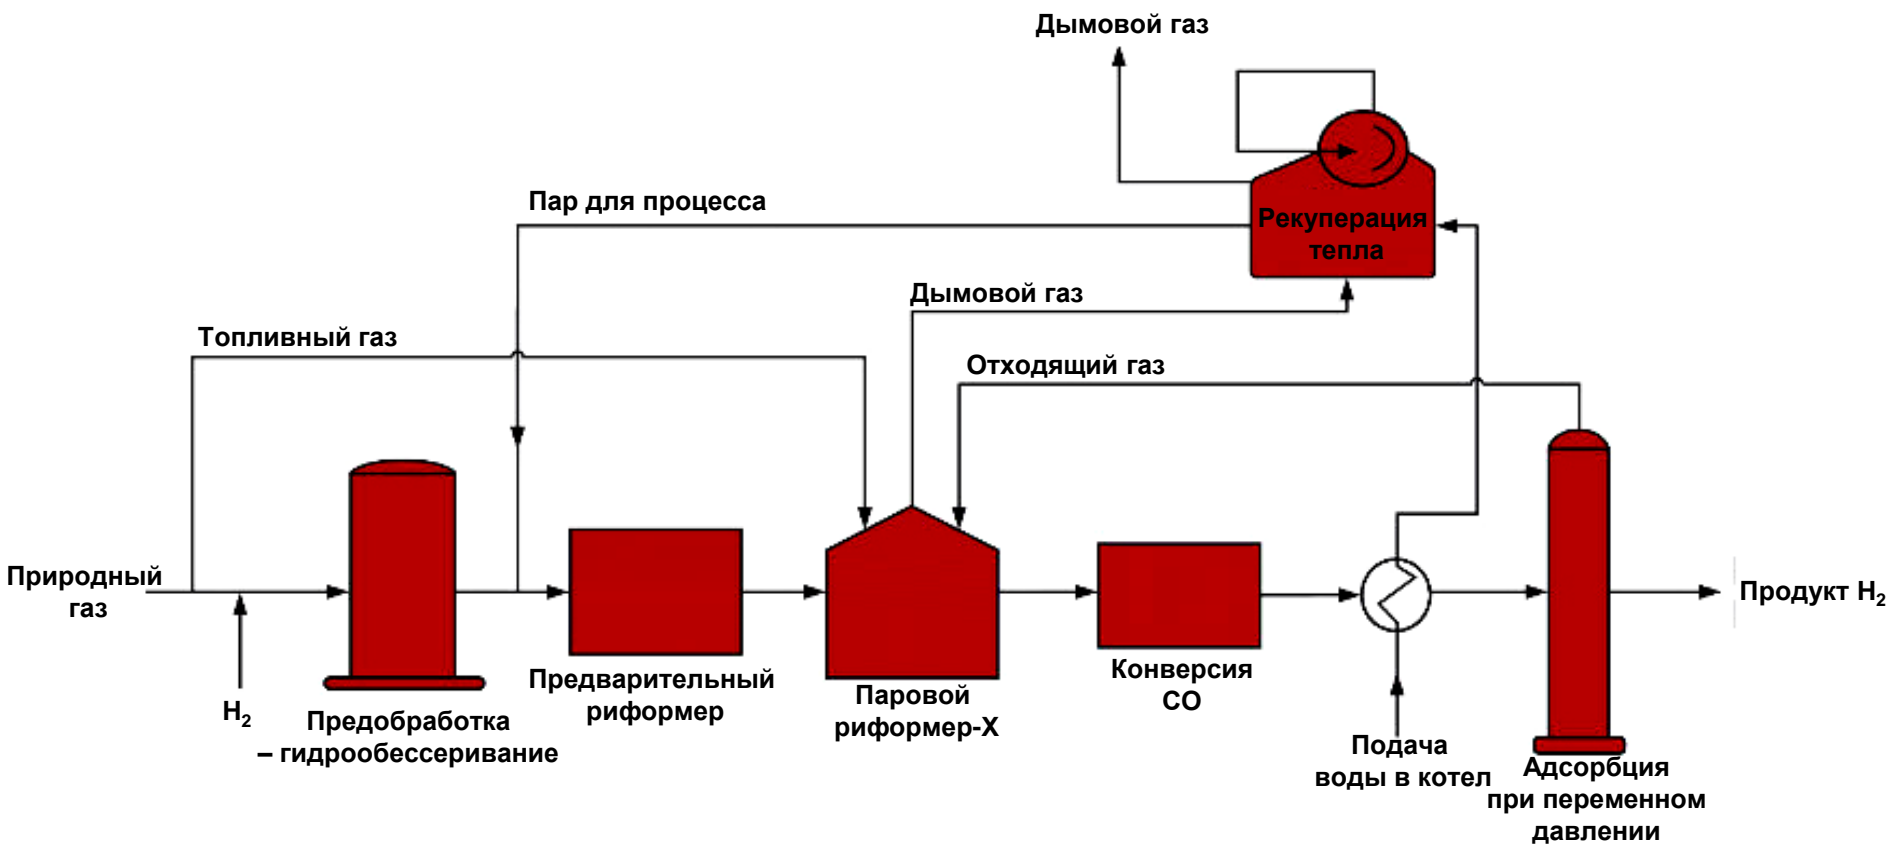 Дымовой газ
Пар для процесса
Рекуперация
тепла
Дымовой газ
Топливный газ
Отходящий газ
Природный
газ
H2
Предобработка
– гидрообессеривание
Предварительный
риформер
Паровой
риформер-X
Конверсия
CO
Подача
воды в котел
Адсорбция
при переменном
давлении
Продукт H2